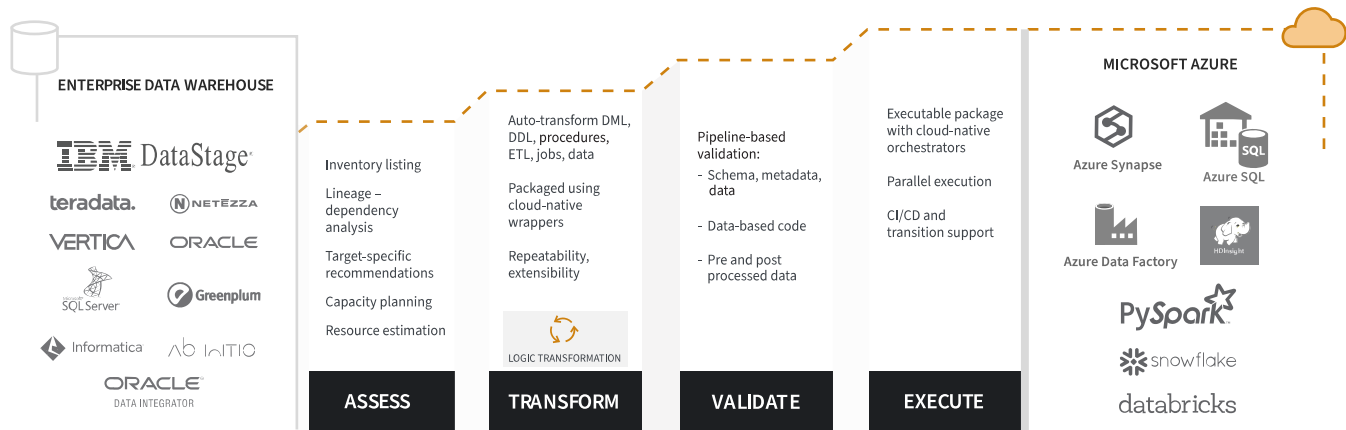 ENTERPRISE DATA WAREHOUSE
IBM DataStage
teradata.
NETEZZA
VERTICA
ORACLE
Microsoft
SQL Server
Greenplum
Informatica
Ab INITIO
ORACLE
DATA INTEGRATOR
Inventory listing
Lineage –
dependency
analysis
Target-specific
recommendations
Capacity planning
Resource estimation
ASSESS
Auto-transform DML,
DDL, procedures,
ETL, jobs, data
Packaged using
cloud-native
wrappers
Repeatability,
extensibility
LOGIC TRANSFORMATION
TRANSFORM
Pipeline-based
validation:
- Schema, metadata,
data
- Data-based code
- Pre and post
processed data
VALIDATE
Executable package
with cloud-native
orchestrators
Parallel execution
CI/CD and
transition support
EXECUTE
MICROSOFT AZURE
Azure Synapse
SQL
Azure SQL
Azure Data Factory
HDInsight
PySpark
snowflake
databricks